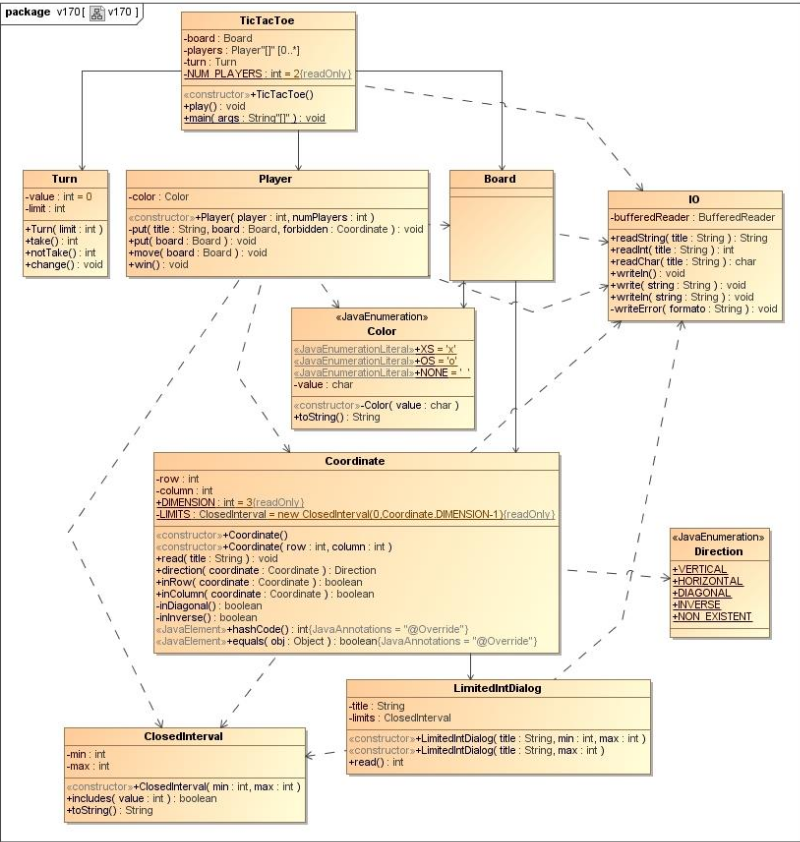 package v170[ v170 ]
TicTacToe
-board : Board
-players : Player"[]" [0..*]
-turn : Turn
-NUM_PLAYERS : int = 2{readOnly}
«constructor»+TicTacToe()
+play() : void
+main( args : String"[]" ) : void
Turn
-value : int = 0
-limit : int
+Turn( limit : int )
+take() : int
+notTake() : int
+change() : void
Player
-color : Color
«constructor»+Player( player : int, numPlayers : int )
-put( title : String, board : Board, forbidden : Coordinate ) : void
+put( board : Board ) : void
+move( board : Board ) : void
+win() : void
Board
IO
-bufferedReader : BufferedReader
+readString( title : String ) : String
+readInt( title : String ) : int
+readChar( title : String ) : char
+writeln() : void
+write( string : String ) : void
+writeln( string : String ) : void
-writeError( formato : String ) : void
«JavaEnumeration»
Color
«JavaEnumerationLiteral»+XS = 'x'
«JavaEnumerationLiteral»+OS = 'o'
«JavaEnumerationLiteral»+NONE = '_'
-value : char
«constructor»-Color( value : char )
+toString() : String
Coordinate
-row : int
-column : int
+DIMENSION : int = 3{readOnly}
-LIMITS : ClosedInterval = new ClosedInterval(0,Coordinate.DIMENSION-1){readOnly}
«constructor»+Coordinate()
«constructor»+Coordinate( row : int, column : int )
+read( title : String ) : void
+direction( coordinate : Coordinate ) : Direction
+inRow( coordinate : Coordinate ) : boolean
+inColumn( coordinate : Coordinate ) : boolean
-inDiagonal() : boolean
-inInverse() : boolean
«JavaElement»+hashCode() : int{JavaAnnotations = "@Override"}
«JavaElement»+equals( obj : Object ) : boolean{JavaAnnotations = "@Override"}
«JavaEnumeration»
Direction
+VERTICAL
+HORIZONTAL
+DIAGONAL
+INVERSE
+NON_EXISTENT
LimitedIntDialog
-title : String
-limits : ClosedInterval
«constructor»+LimitedIntDialog( title : String, min : int, max : int )
«constructor»+LimitedIntDialog( title : String, max : int )
+read() : int
ClosedInterval
-min : int
-max : int
«constructor»+ClosedInterval( min : int, max : int )
+includes( value : int ) : boolean
+toString() : String